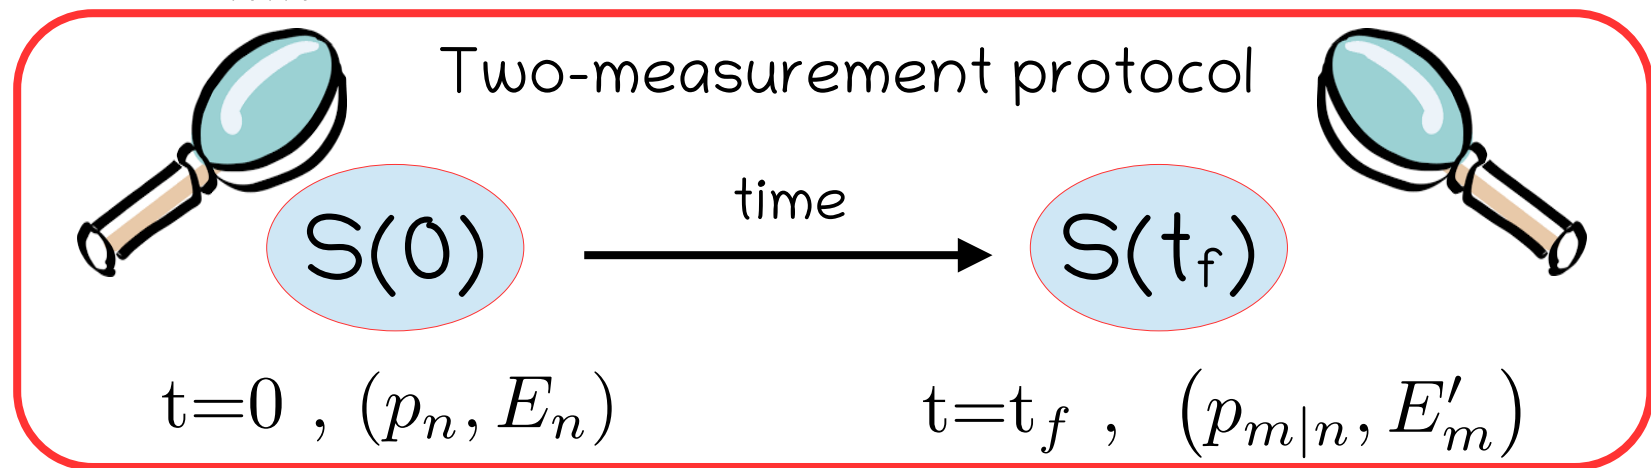 Two-measurement protocol
time
S(0)
S(t_f)
t=0 , (p_n, E_n)
t=t_f , (p_{m|n}, E'_m)